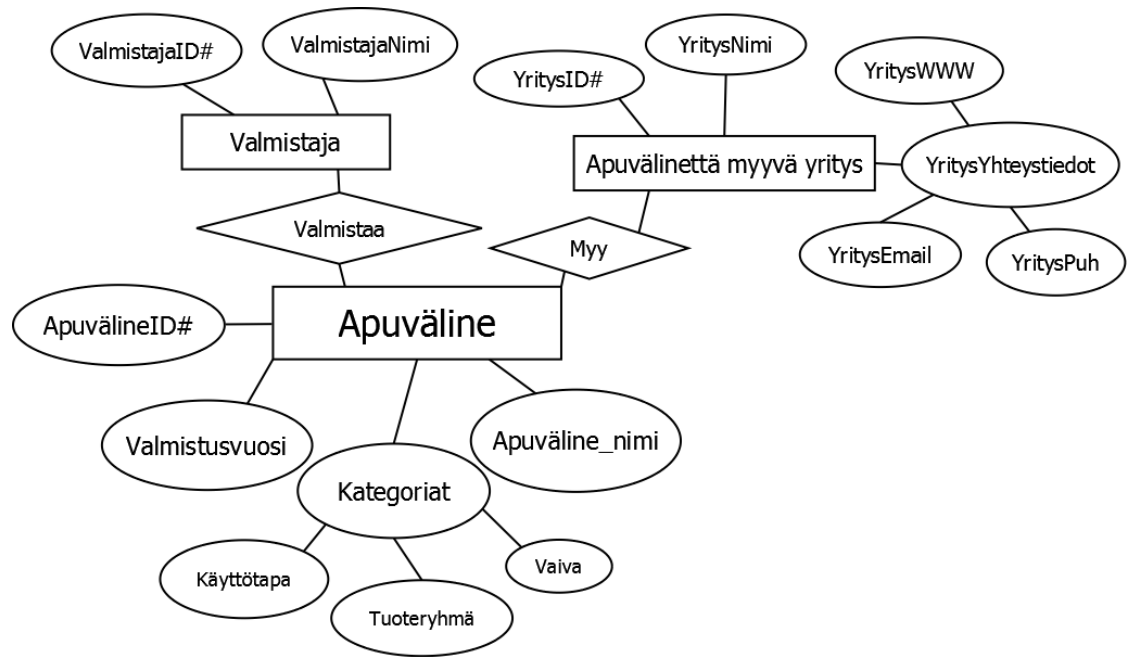 ValmistajaID#
ValmistajaNimi
YritysNimi
YritysID#
YritysWWW
Valmistaja
Apuvälinettä myyvä yritys
YritysYhteystiedot
Valmistaa
Myy
YritysEmail
YritysPuh
ApuvälineID#
Apuväline
Valmistusvuosi
Apuväline_nimi
Kategoriat
Käyttötapa
Vaiva
Tuoteryhmä